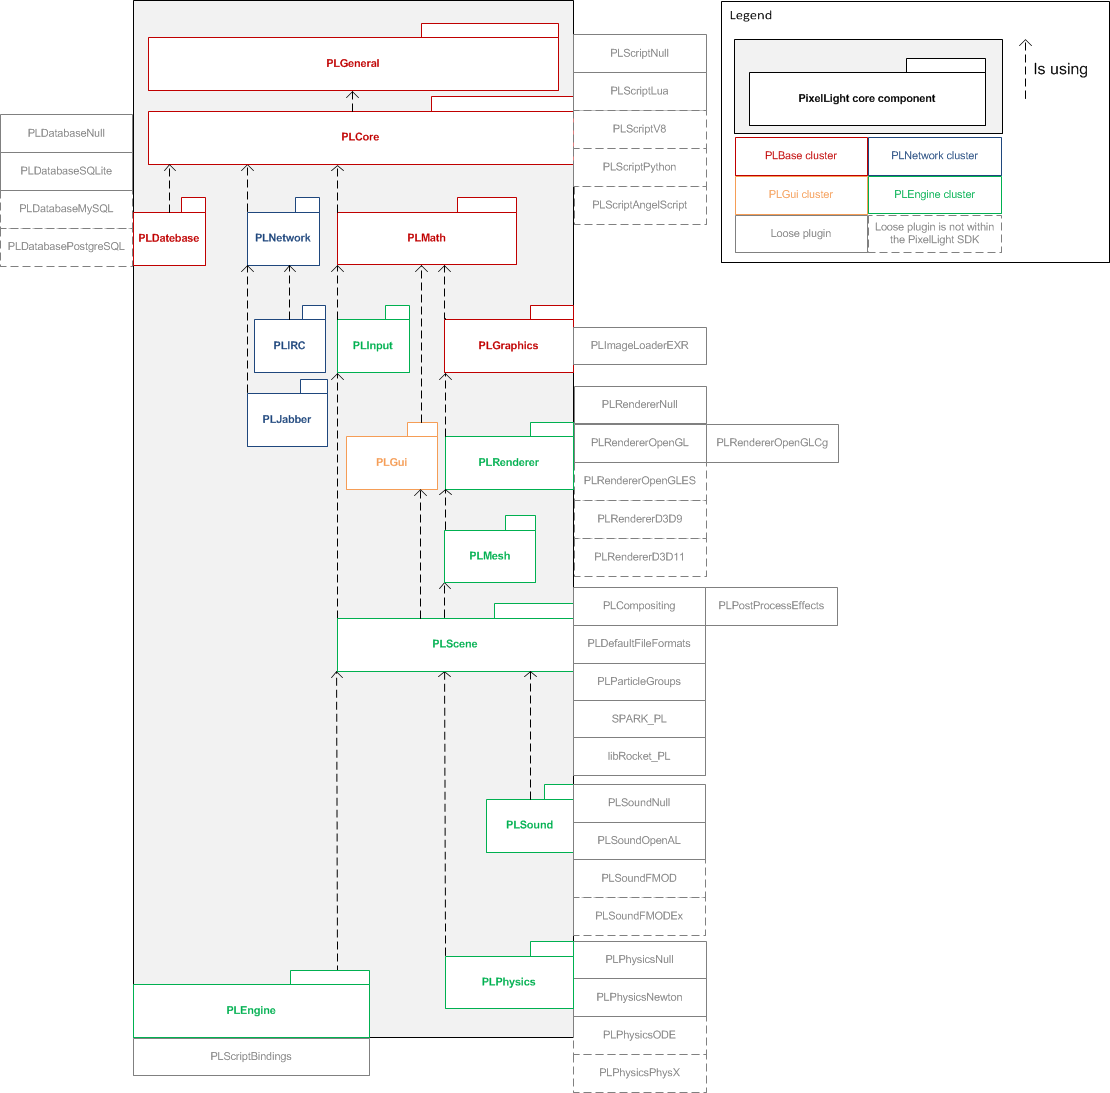 Legend
PixelLight core component
Is using
PLBase cluster
PLNetwork cluster
PLGui cluster
PLEngine cluster
Loose plugin
Loose plugin is not within
the PixelLight SDK
PLGeneral
PLScriptNull
PLScriptLua
PLCore
PLScriptV8
PLScriptPython
PLScriptAngelScript
PLDatabaseNull
PLDatabaseSQLite
PLDatabaseMySQL
PLDatabasePostgreSQL
PLDatebase
PLNetwork
PLMath
PLIRC
PLInput
PLGraphics
PLImageLoaderEXR
PLJabber
PLGui
PLRenderer
PLRendererNull
PLRendererOpenGL
PLRendererOpenGLCg
PLRendererOpenGLES
PLRendererD3D9
PLRendererD3D11
PLMesh
PLScene
PLCompositing
PLPostProcessEffects
PLDefaultFileFormats
PLParticleGroups
SPARK_PL
libRocket_PL
PLSound
PLSoundNull
PLSoundOpenAL
PLSoundFMOD
PLSoundFMODEx
PLPhysics
PLPhysicsNull
PLPhysicsNewton
PLPhysicsODE
PLPhysicsPhysX
PLEngine
PLScriptBindings